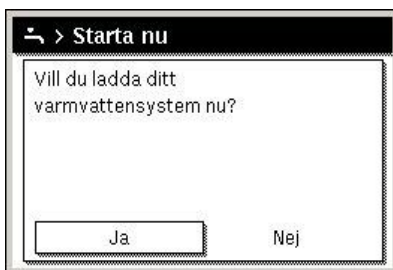 > Starta nu
Vill du ladda ditt
varmvattensystem nu?
Ja Nej